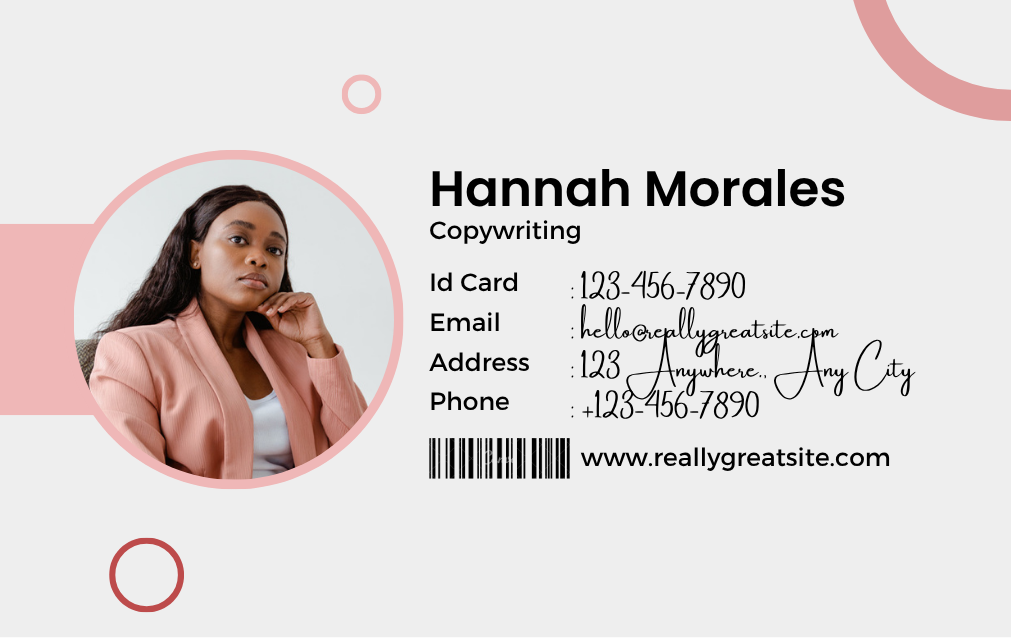 Hannah Morales
Copywriting
Id Card : 123-456-7890
Email : hello@reallygreatsite.com
Address : 123 Anywhere., Any City
Phone : +123-456-7890
www.reallygreatsite.com